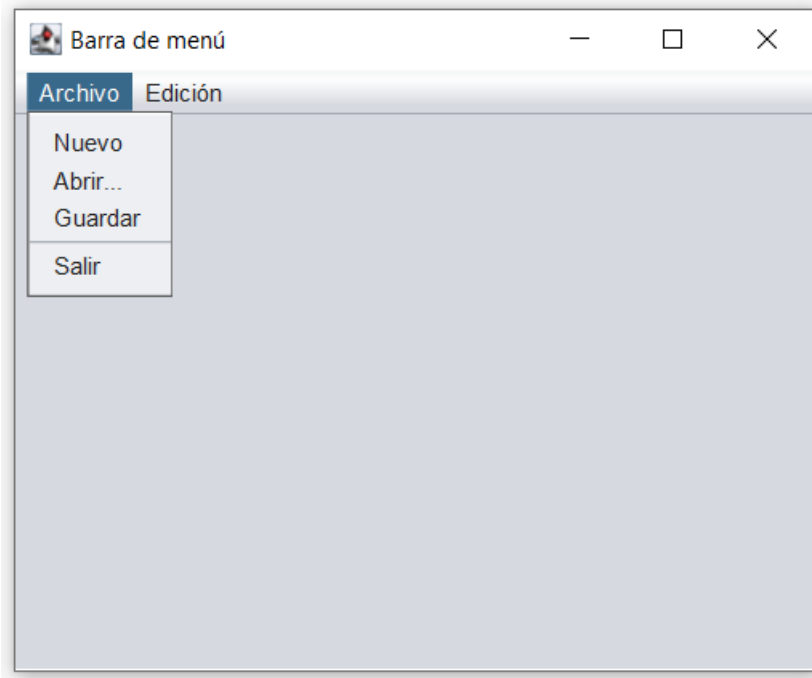 Barra de menú
Archivo Edición
Nuevo
Abrir...
Guardar
Salir